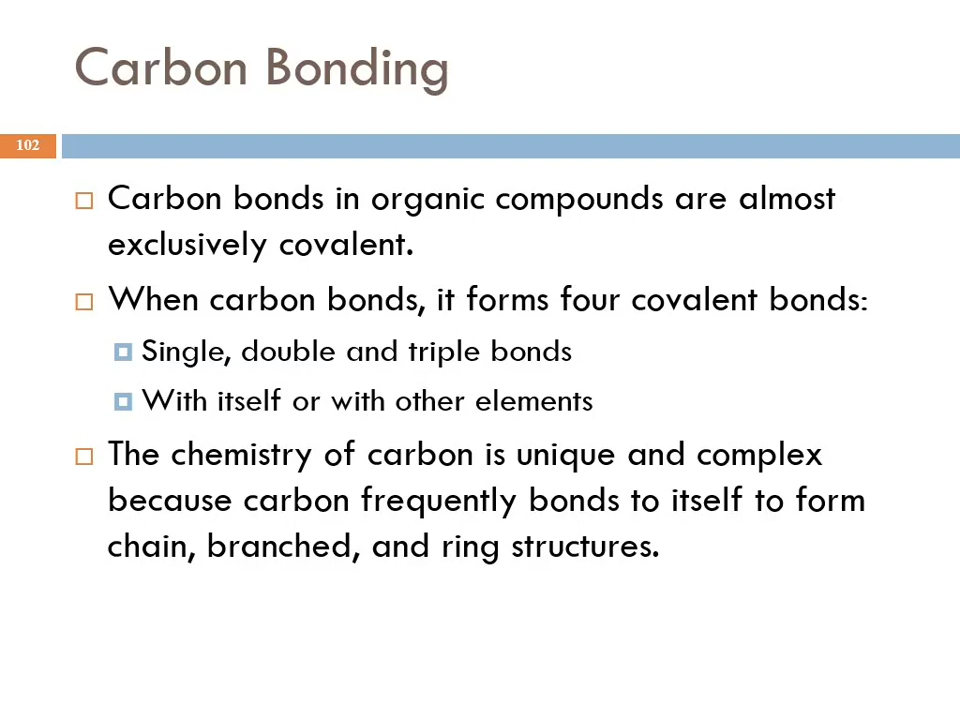 Carbon Bonding
102
Carbon bonds in organic compounds are almost
exclusively covalent.
When carbon bonds, it forms four covalent bonds:
Single, double and triple bonds
With itself or with other elements
The chemistry of carbon is unique and complex
because carbon frequently bonds to itself to form
chain, branched, and ring structures.